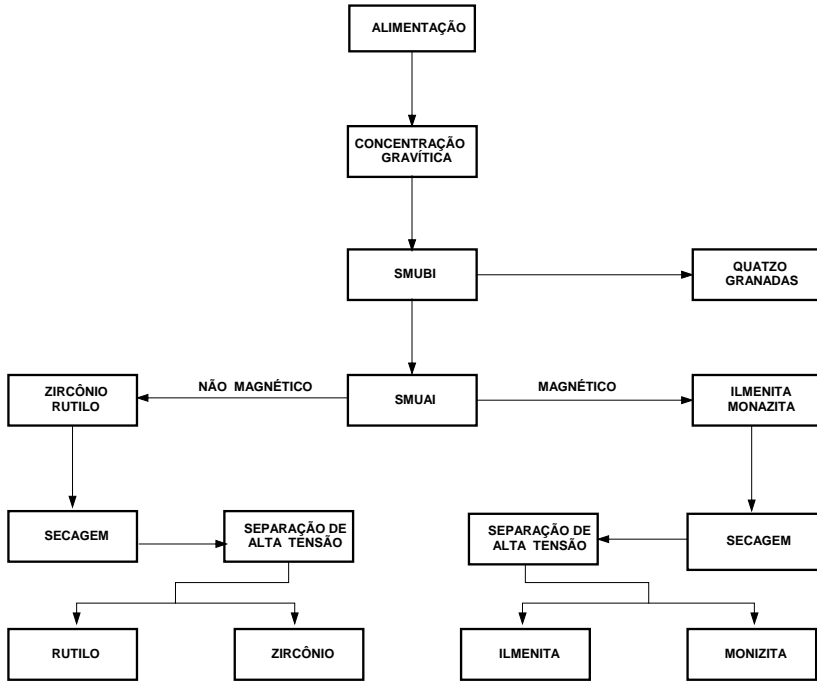 ALIMENTAÇÃO
CONCENTRAÇÃO
GRAVÍTICA
SMUBI
QUATZO
GRANADAS
ZIRCÔNIO
RUTILO
NÃO MAGNÉTICO
SMUAI
MAGNÉTICO
ILMENITA
MONAZITA
SECAGEM
SEPARAÇÃO DE
ALTA TENSÃO
SEPARAÇÃO DE
ALTA TENSÃO
SECAGEM
RUTILO
ZIRCÔNIO
ILMENITA
MONIZITA